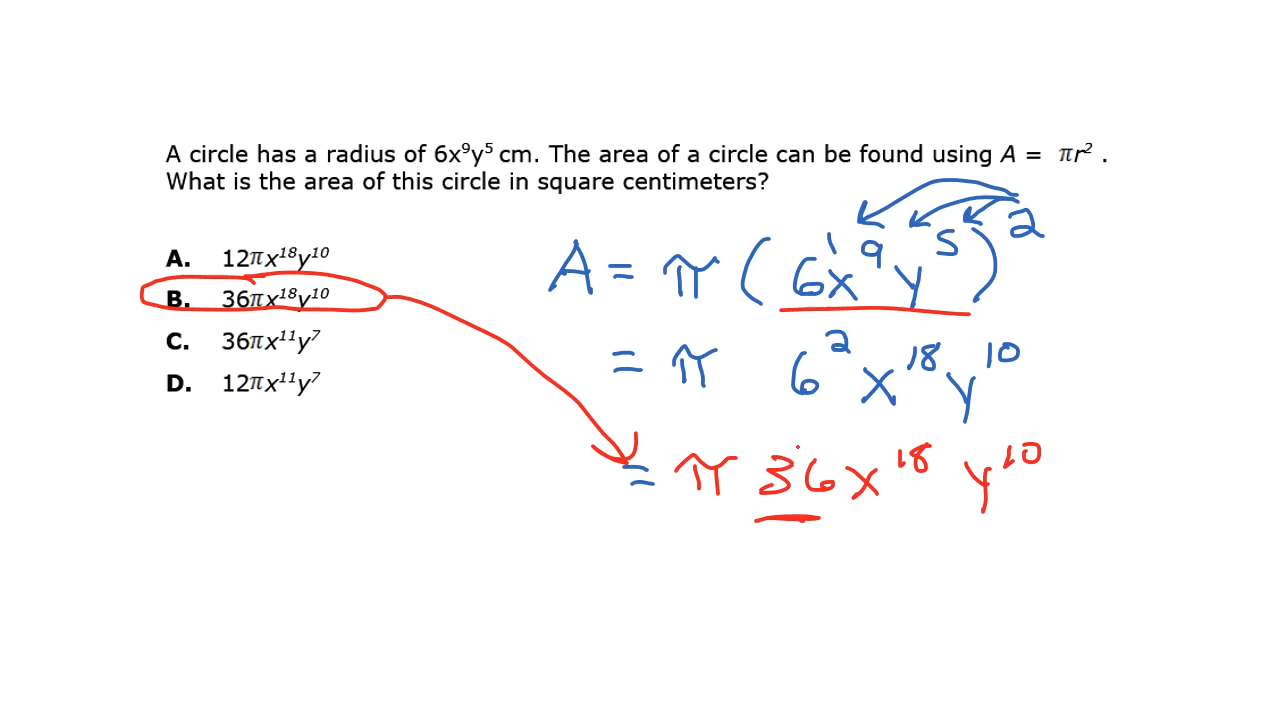 A circle has a radius of 6x⁹y⁵ cm. The area of a circle can be found using A = πr² .
What is the area of this circle in square centimeters?
A. 12πx¹⁸y¹⁰
B. 36πx¹⁸y¹⁰
C. 36πx¹¹y⁷
D. 12πx¹¹y⁷
A = π (6¹x⁹y⁵)²
= π 6²x¹⁸y¹⁰
= π 36x¹⁸ y¹⁰